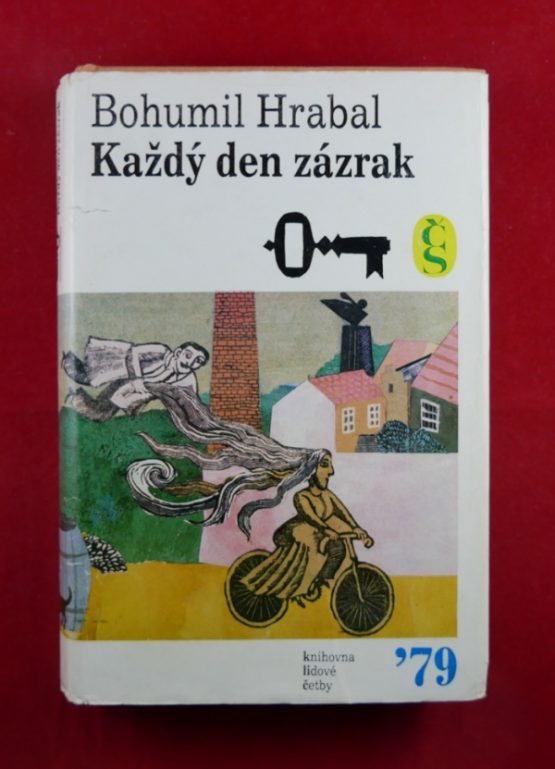 Bohumil Hrabal
Každý den zázrak
ČS
knihovna
lidové
četby
’79